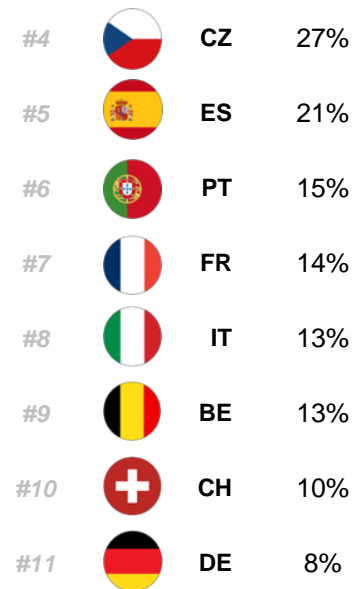 #4 CZ 27%
#5 ES 21%
#6 PT 15%
#7 FR 14%
#8 IT 13%
#9 BE 13%
#10 CH 10%
#11 DE 8%